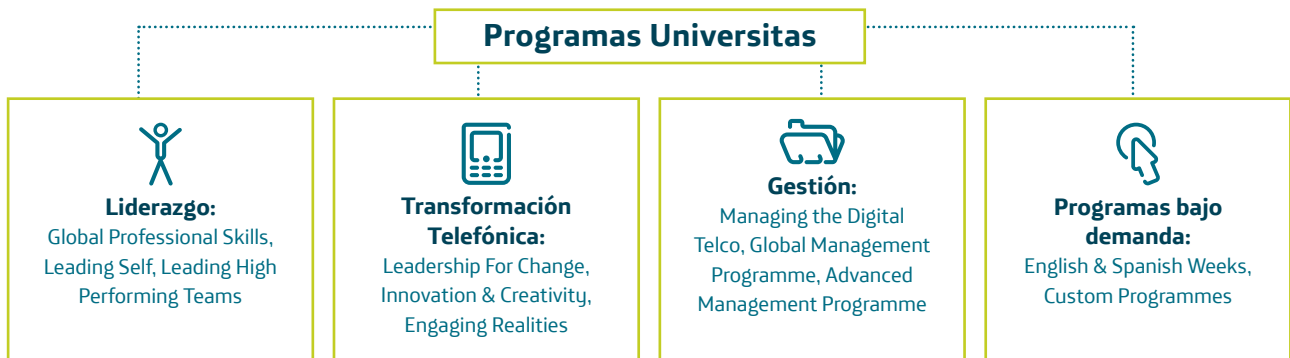 Programas Universitas
Liderazgo:
Global Professional Skills,
Leading Self, Leading High
Performing Teams
Transformación
Telefónica:
Leadership For Change,
Innovation & Creativity,
Engaging Realities
Gestión:
Managing the Digital
Telco, Global Management
Programme, Advanced
Management Programme
Programas bajo
demanda:
English & Spanish Weeks,
Custom Programmes